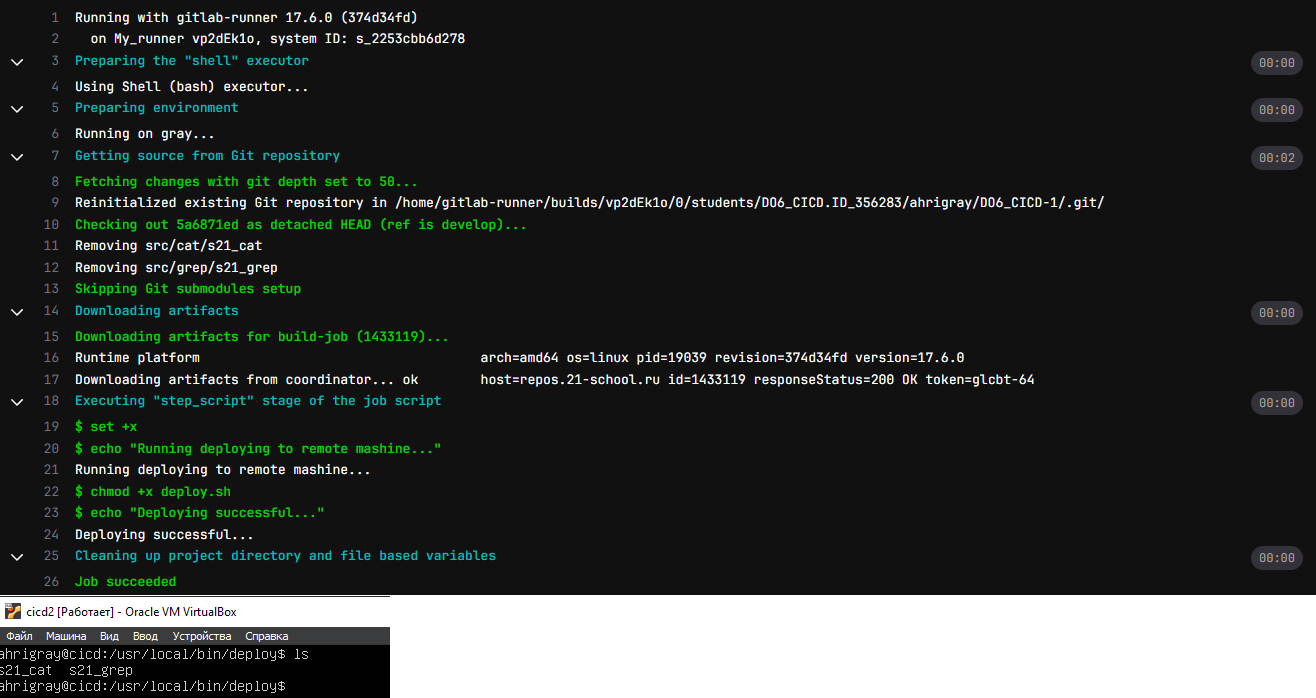 1 Running with gitlab-runner 17.6.0 (374d34fd)
2 on My_runner vp2dEk1o, system ID: s_2253cbb6d278
3 Preparing the "shell" executor 00:00
4 Using Shell (bash) executor...
5 Preparing environment 00:00
6 Running on gray...
7 Getting source from Git repository 00:02
8 Fetching changes with git depth set to 50...
9 Reinitialized existing Git repository in /home/gitlab-runner/builds/vp2dEk1o/0/students/DO6_CICD.ID_356283/ahrigray/DO6_CICD-1/.git/
10 Checking out 5a6871ed as detached HEAD (ref is develop)...
11 Removing src/cat/s21_cat
12 Removing src/grep/s21_grep
13 Skipping Git submodules setup
14 Downloading artifacts 00:00
15 Downloading artifacts for build-job (1433119)...
16 Runtime platform arch=amd64 os=linux pid=19039 revision=374d34fd version=17.6.0
17 Downloading artifacts from coordinator... ok host=repos.21-school.ru id=1433119 responseStatus=200 OK token=glcbt-64
18 Executing "step_script" stage of the job script 00:00
19 $ set +x
20 $ echo "Running deploying to remote mashine..."
21 Running deploying to remote mashine...
22 $ chmod +x deploy.sh
23 $ echo "Deploying successful..."
24 Deploying successful...
25 Cleaning up project directory and file based variables 00:00
26 Job succeeded
cicd2 [Работает] - Oracle VM VirtualBox
Файл Машина Вид Ввод Устройства Справка
ahrigray@cicd:/usr/local/bin/deploy$ ls
s21_cat s21_grep
ahrigray@cicd:/usr/local/bin/deploy$